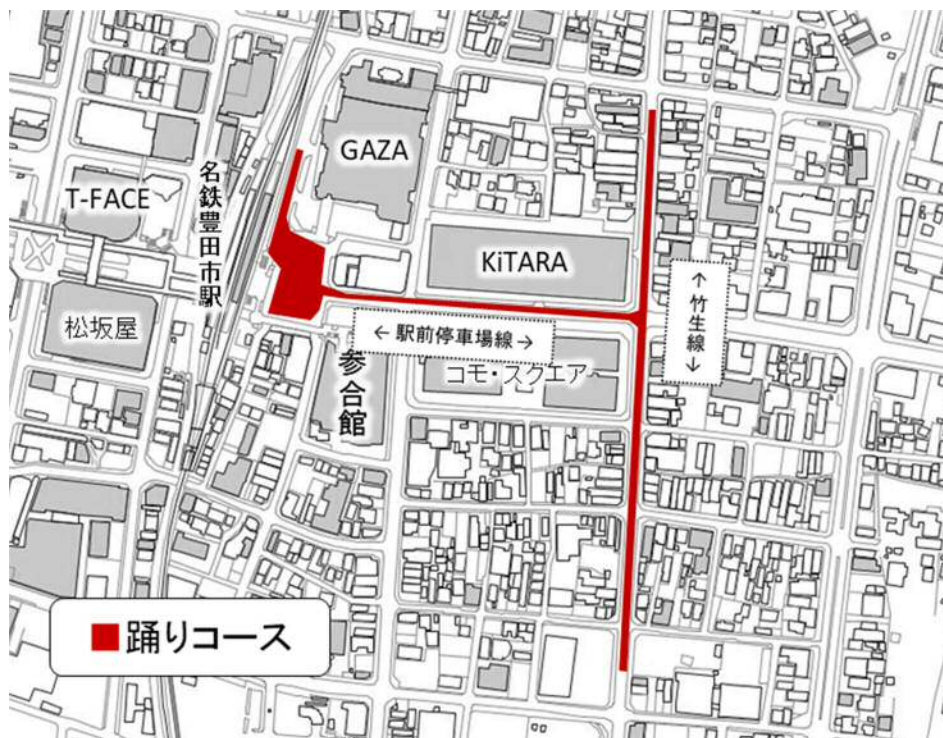 GAZA
T-FACE
名鉄豊田市駅
KiTARA
↑竹生線↓
松坂屋
←駅前停車場線→
コモ・スクエア
参合館
■踊りコース